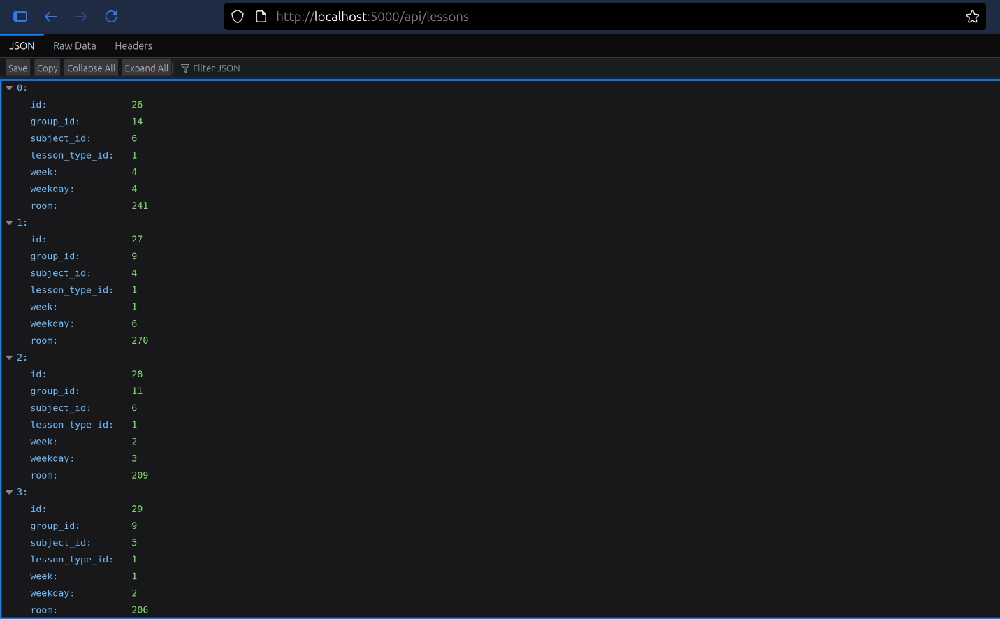 http://localhost:5000/api/lessons
JSON Raw Data Headers
Save Copy Collapse All Expand All Filter JSON
0:
id: 26
group_id: 14
subject_id: 6
lesson_type_id: 1
week: 4
weekday: 4
room: 241
1:
id: 27
group_id: 9
subject_id: 4
lesson_type_id: 1
week: 1
weekday: 6
room: 270
2:
id: 28
group_id: 11
subject_id: 6
lesson_type_id: 1
week: 2
weekday: 3
room: 209
3:
id: 29
group_id: 9
subject_id: 5
lesson_type_id: 1
week: 1
weekday: 2
room: 206